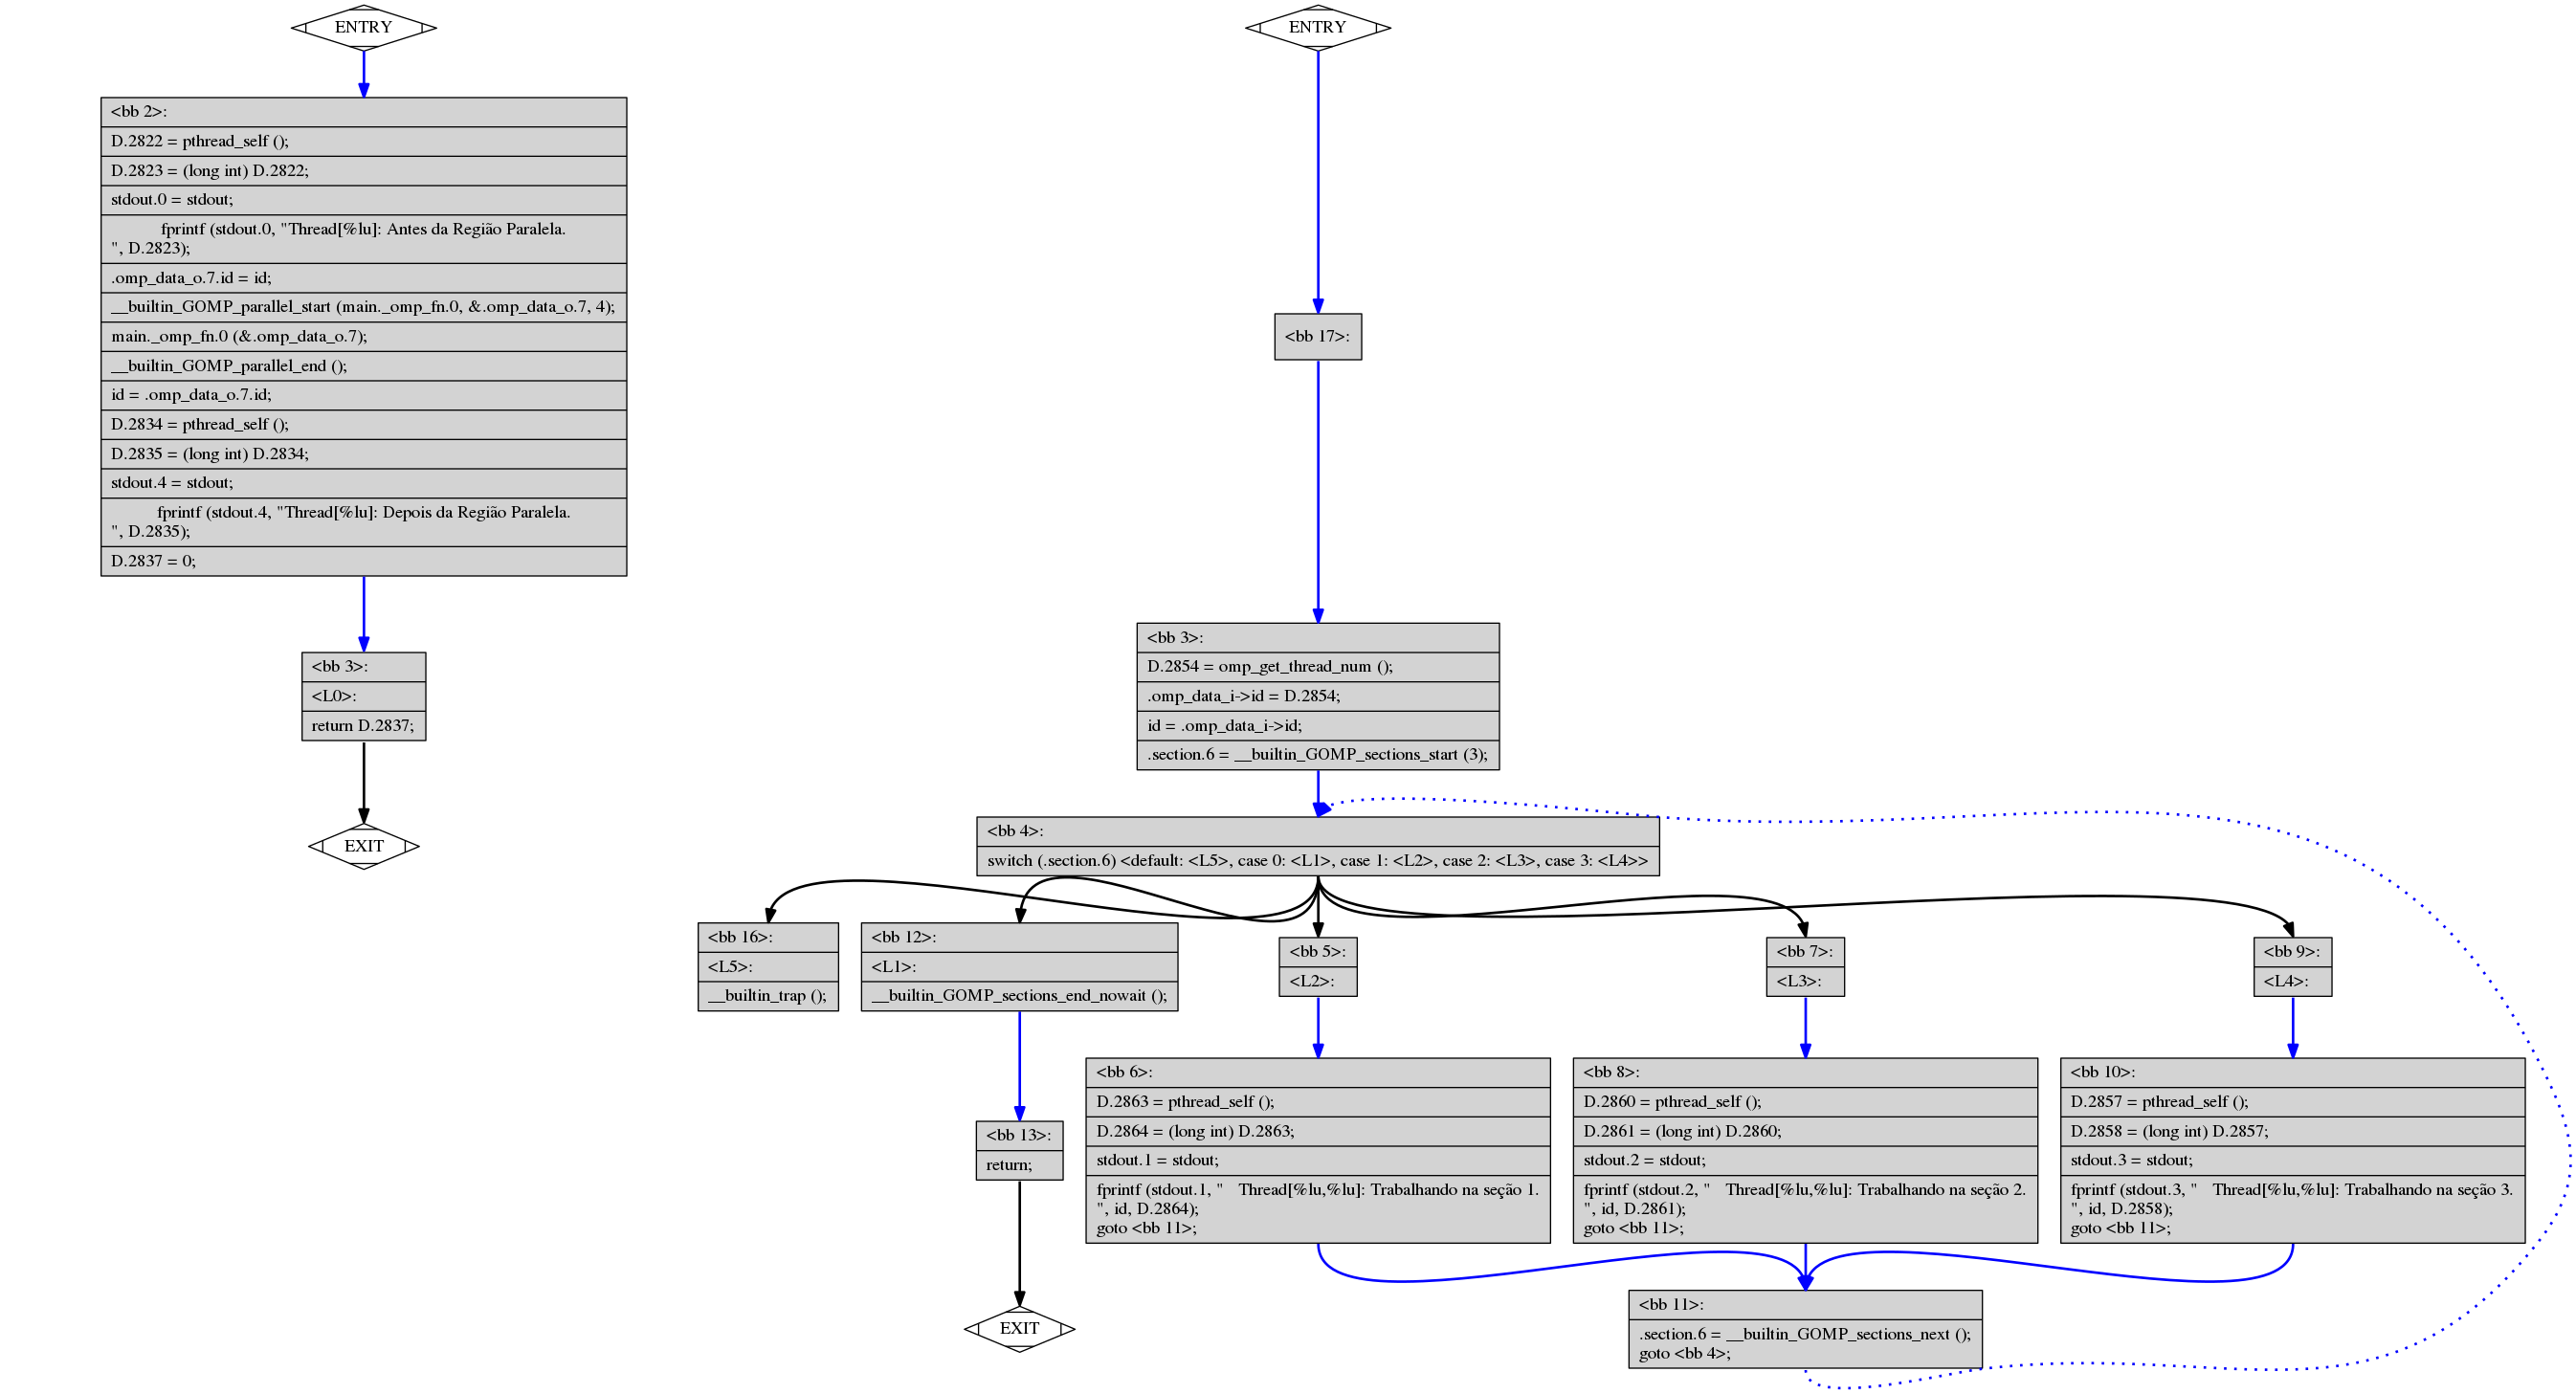 ENTRY
<bb 2>:
D.2822 = pthread_self ();
D.2823 = (long int) D.2822;
stdout.0 = stdout;
fprintf (stdout.0, "Thread[%lu]: Antes da Região Paralela.
", D.2823);
.omp_data_o.7.id = id;
__builtin_GOMP_parallel_start (main._omp_fn.0, &.omp_data_o.7, 4);
main._omp_fn.0 (&.omp_data_o.7);
__builtin_GOMP_parallel_end ();
id = .omp_data_o.7.id;
D.2834 = pthread_self ();
D.2835 = (long int) D.2834;
stdout.4 = stdout;
fprintf (stdout.4, "Thread[%lu]: Depois da Região Paralela.
", D.2835);
D.2837 = 0;
<bb 3>:
<L0>:
return D.2837;
EXIT
ENTRY
<bb 17>:
<bb 3>:
D.2854 = omp_get_thread_num ();
.omp_data_i->id = D.2854;
id = .omp_data_i->id;
.section.6 = __builtin_GOMP_sections_start (3);
<bb 4>:
switch (.section.6) <default: <L5>, case 0: <L1>, case 1: <L2>, case 2: <L3>, case 3: <L4>>
<bb 16>:
<L5>:
__builtin_trap ();
<bb 12>:
<L1>:
__builtin_GOMP_sections_end_nowait ();
<bb 13>:
return;
EXIT
<bb 5>:
<L2>:
<bb 6>:
D.2863 = pthread_self ();
D.2864 = (long int) D.2863;
stdout.1 = stdout;
fprintf (stdout.1, "   Thread[%lu,%lu]: Trabalhando na seção 1.
", id, D.2864);
goto <bb 11>;
<bb 7>:
<L3>:
<bb 8>:
D.2860 = pthread_self ();
D.2861 = (long int) D.2860;
stdout.2 = stdout;
fprintf (stdout.2, "   Thread[%lu,%lu]: Trabalhando na seção 2.
", id, D.2861);
goto <bb 11>;
<bb 9>:
<L4>:
<bb 10>:
D.2857 = pthread_self ();
D.2858 = (long int) D.2857;
stdout.3 = stdout;
fprintf (stdout.3, "   Thread[%lu,%lu]: Trabalhando na seção 3.
", id, D.2858);
goto <bb 11>;
<bb 11>:
.section.6 = __builtin_GOMP_sections_next ();
goto <bb 4>;